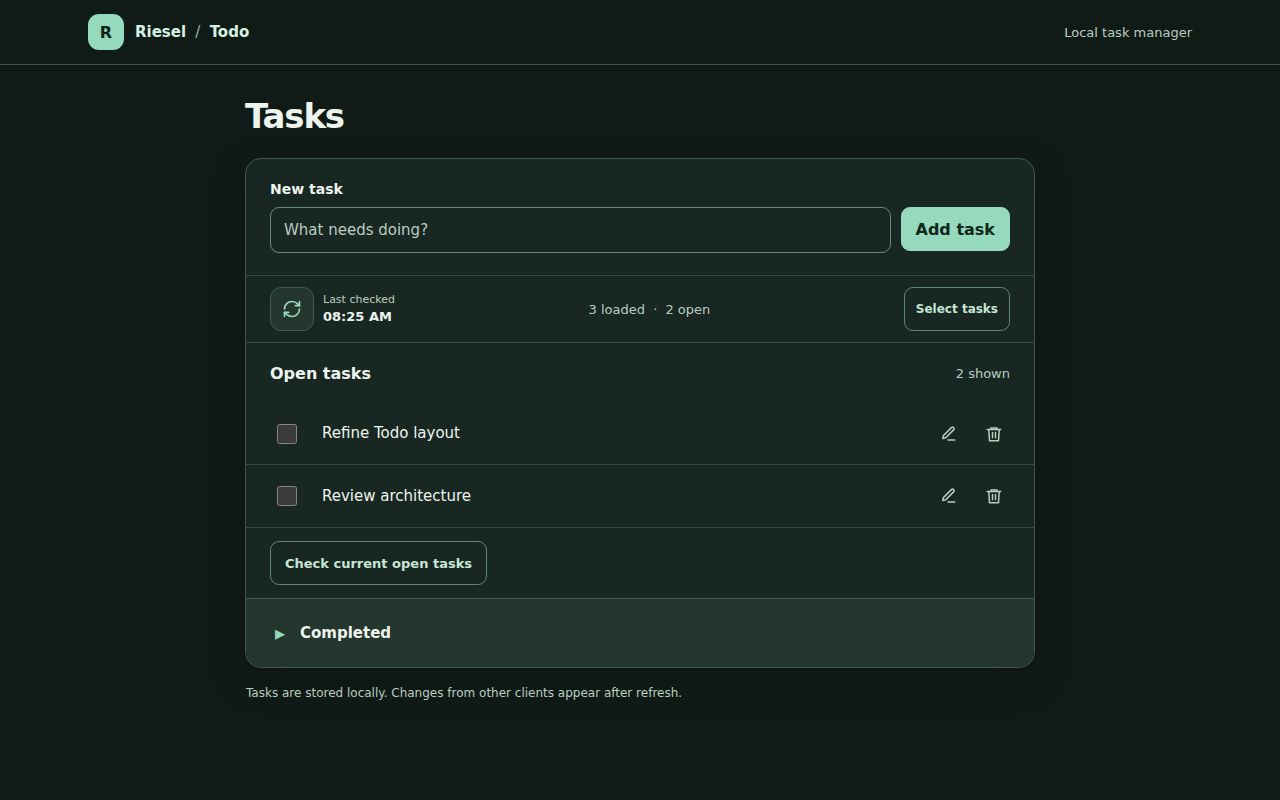 R Riesel / Todo Local task manager
Tasks
New task
What needs doing? Add task
Last checked
08:25 AM
3 loaded · 2 open
Select tasks
Open tasks 2 shown
Refine Todo layout
Review architecture
Check current open tasks
▶ Completed
Tasks are stored locally. Changes from other clients appear after refresh.